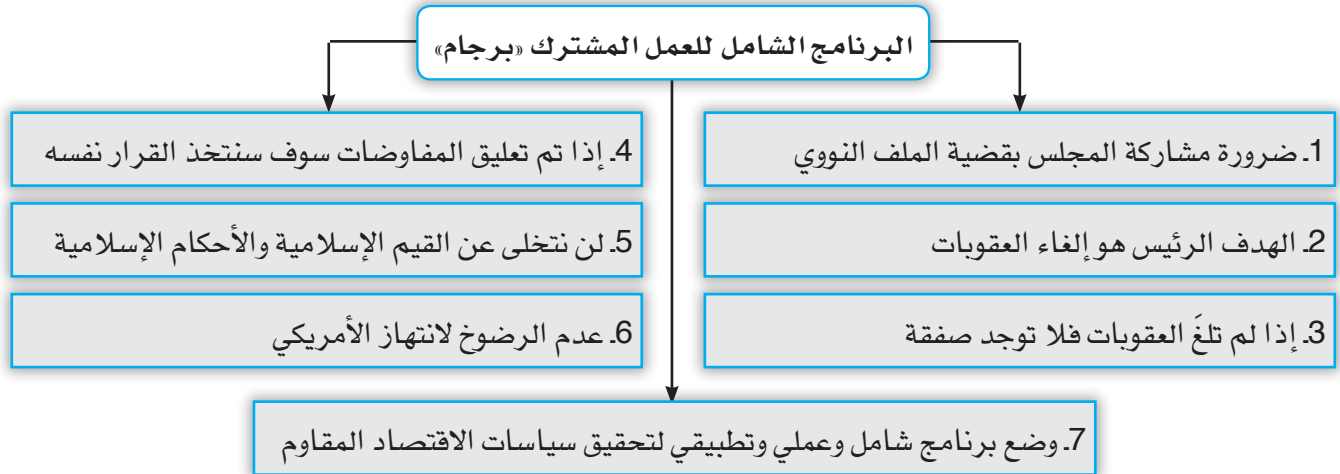 البرنامج الشامل للعمل المشترك «برجام»
1. ضرورة مشاركة المجلس بقضية الملف النووي
2. الهدف الرئيس هو إلغاء العقوبات
3. إذا لم تلغَ العقوبات فلا توجد صفقة
4. إذا تم تعليق المفاوضات سوف سنتخذ القرار نفسه
5. لن نتخلى عن القيم الإسلامية والأحكام الإسلامية
6. عدم الرضوخ لانتهاز الأمريكي
7. وضع برنامج شامل وعملي وتطبيقي لتحقيق سياسات الاقتصاد المقاوم